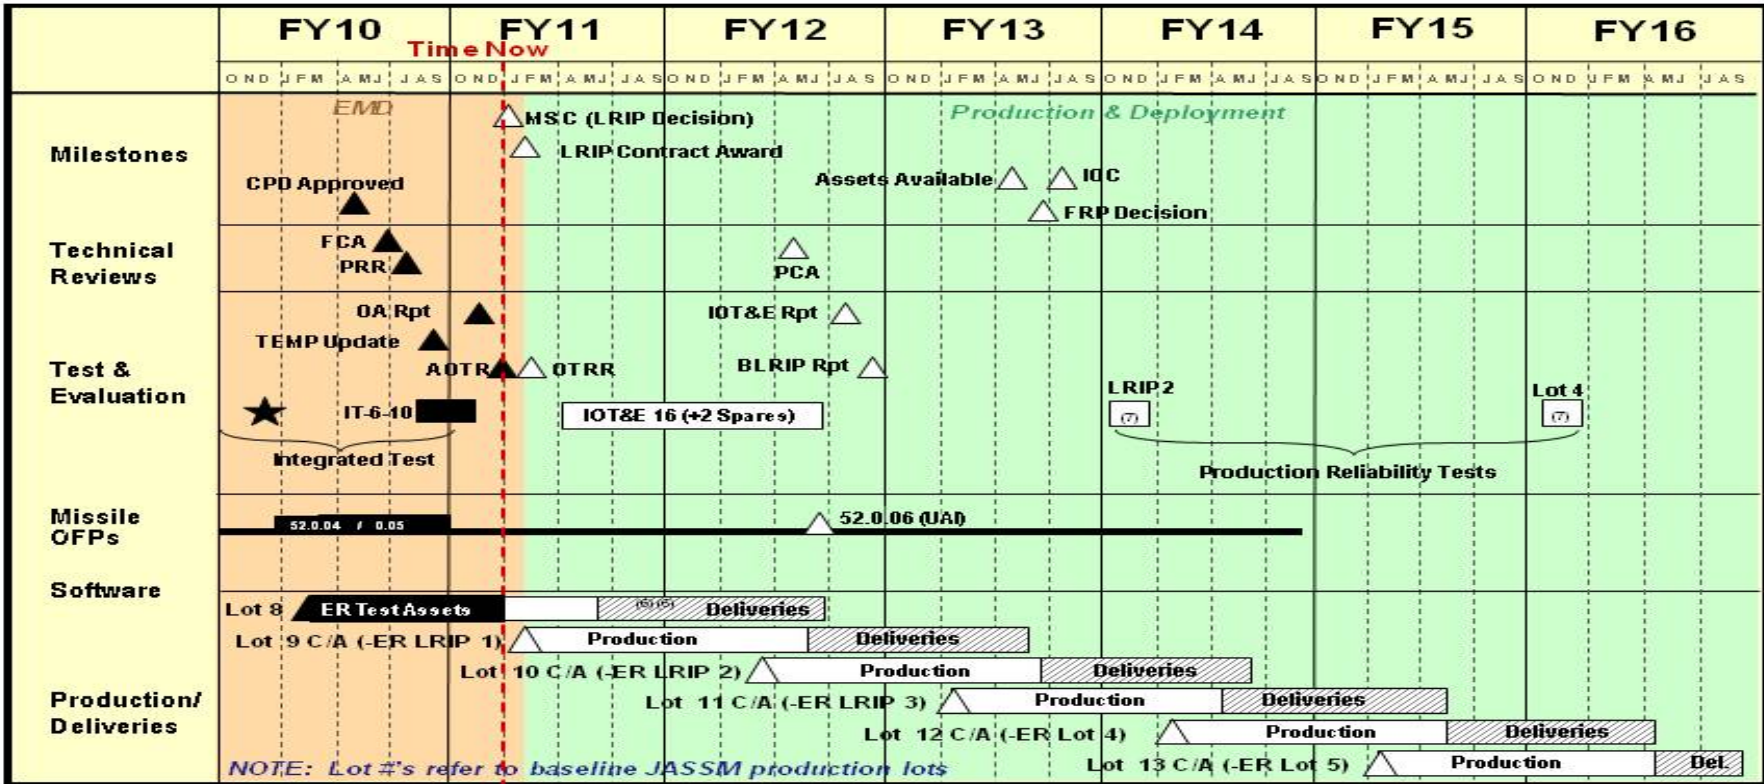 FY10 FY11 FY12 FY13 FY14 FY15 FY16
Time Now
O N D J F M A M J J A S O N D J F M A M J J A S O N D J F M A M J J A S O N D J F M A M J J A S O N D J F M A M J J A S O N D J F M A M J J A S O N D J F M A M J J A S
EMD
Production & Deployment
Milestones
MSC (LRIP Decision)
LRIP Contract Award
CPD Approved
Assets Available
IOC
FRP Decision
Technical
Reviews
FCA
PRR
PCA
Test &
Evaluation
OA Rpt
IOT&E Rpt
TEMP Update
AOTR
OTRR
BLRIP Rpt
LRIP 2
Lot 4
IT-6-10
IOT&E 16 (+2 Spares)
(7)
(7)
Integrated Test
Production Reliability Tests
Missile
OFPs
52.0.04 / 0.05
52.0.06 (UAI)
Software
Lot 8
ER Test Assets
Deliveries
Lot 9 C/A (-ER LRIP 1)
Production
Deliveries
Lot 10 C/A (-ER LRIP 2)
Production
Deliveries
Production/
Deliveries
Lot 11 C/A (-ER LRIP 3)
Production
Deliveries
Lot 12 C/A (-ER Lot 4)
Production
Deliveries
Lot 13 C/A (-ER Lot 5)
Production
Del.
NOTE: Lot #'s refer to baseline JASSM production lots